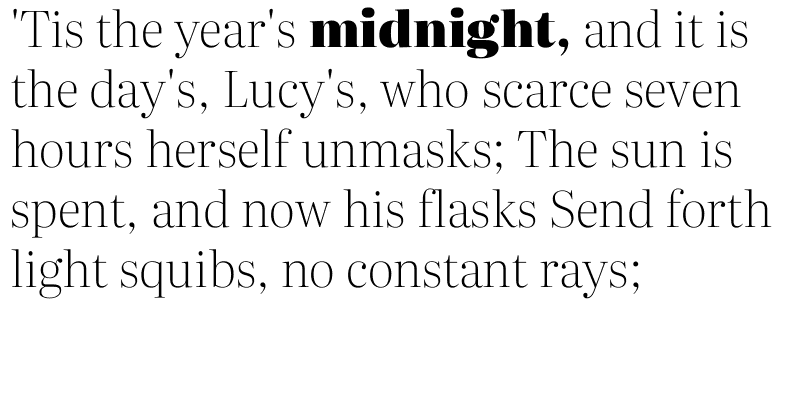 'Tis the year's midnight, and it is
the day's, Lucy's, who scarce seven
hours herself unmasks; The sun is
spent, and now his flasks Send forth
light squibs, no constant rays;